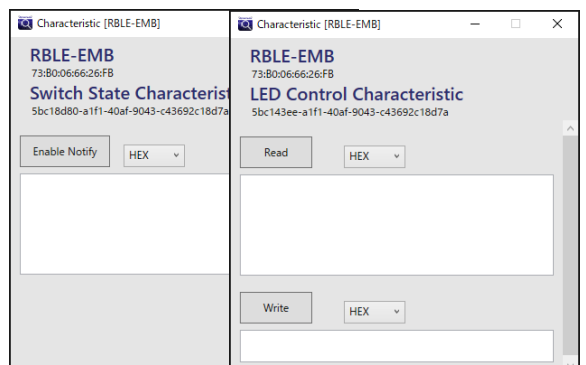 Characteristic [RBLE-EMB]
RBLE-EMB
73:B0:06:66:26:FB
Switch State Characterist
5bc18d80-a1f1-40af-9043-c43692c18d7a
Enable Notify
HEX
Characteristic [RBLE-EMB]
RBLE-EMB
73:B0:06:66:26:FB
LED Control Characteristic
5bc143ee-a1f1-40af-9043-c43692c18d7a
Read
HEX
Write
HEX